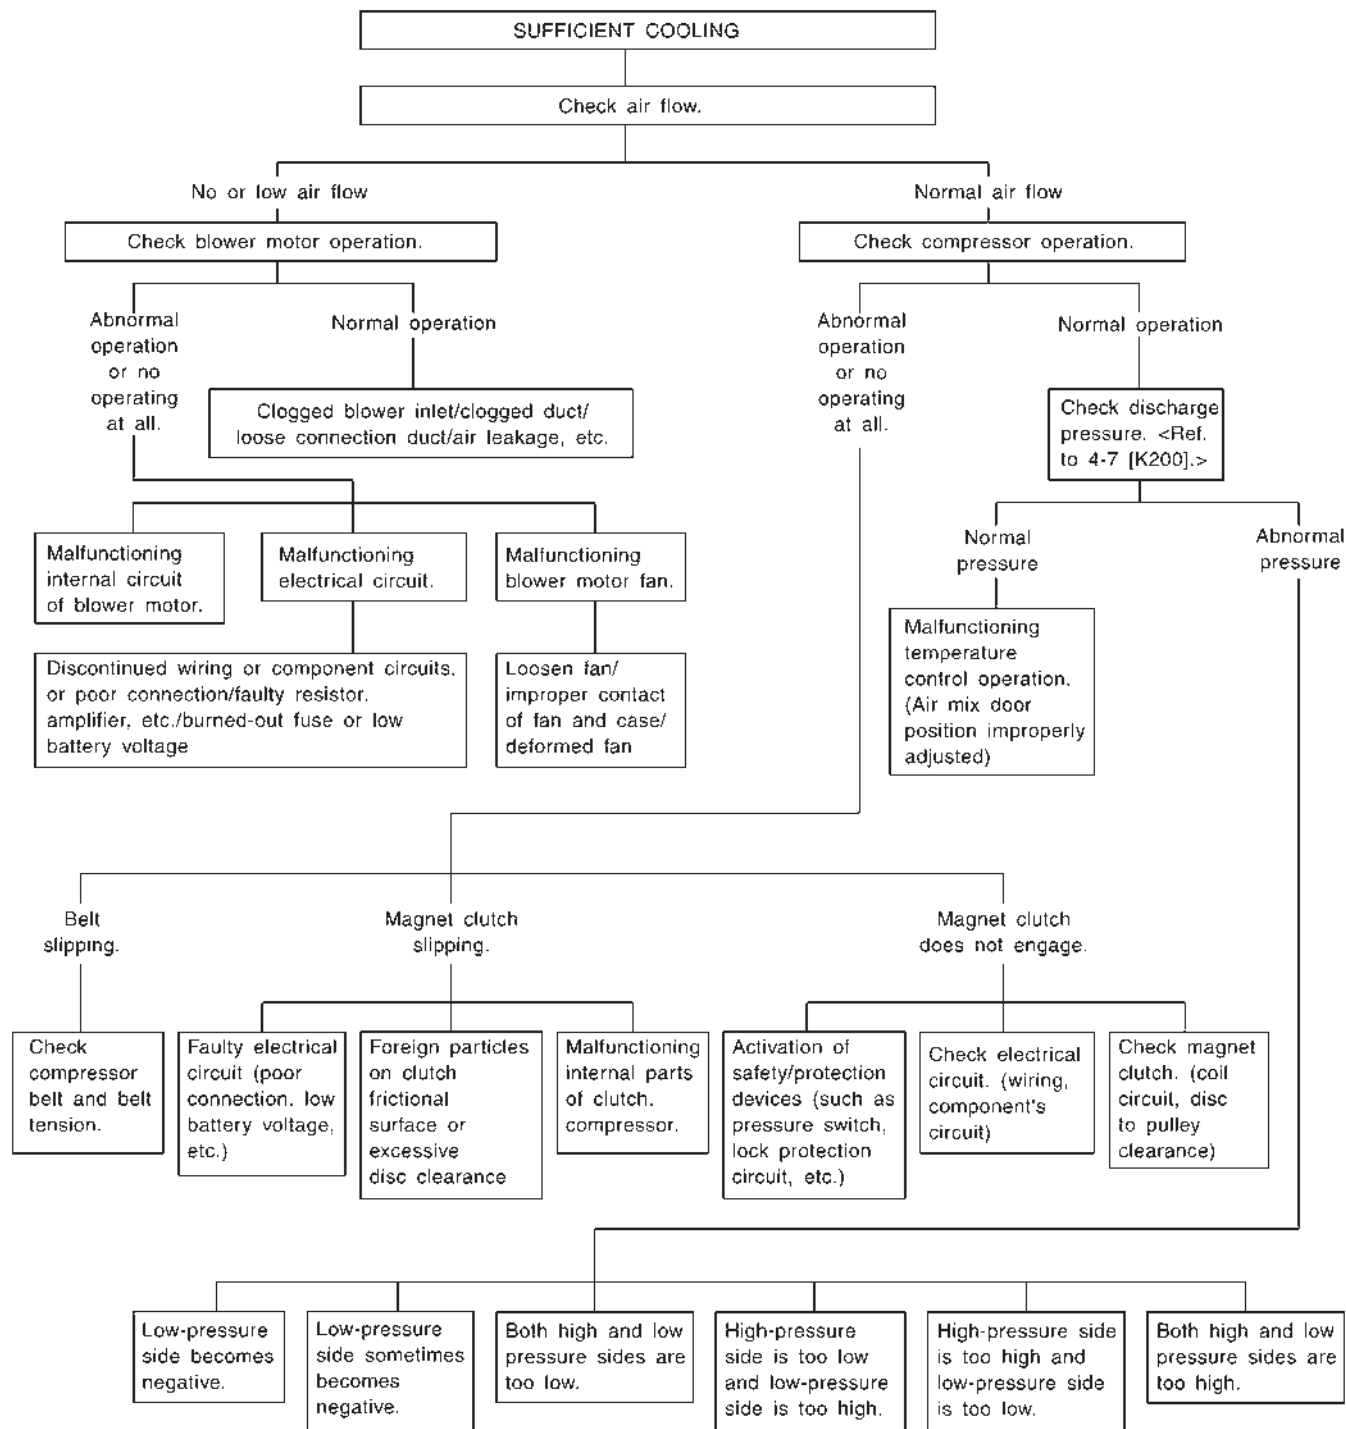 SUFFICIENT COOLING
Check air flow.
No or low air flow
Normal air flow
Check blower motor operation.
Check compressor operation.
Abnormal
operation
or no
operating
at all.
Normal operation
Abnormal
operation
or no
operating
at all.
Normal operation
Clogged blower inlet/clogged duct/
loose connection duct/air leakage, etc.
Check discharge
pressure. <Ref.
to 4-7 [K200].>
Normal
pressure
Abnormal
pressure
Malfunctioning
internal circuit
of blower motor.
Malfunctioning
electrical circuit.
Malfunctioning
blower motor fan.
Discontinued wiring or component circuits.
or poor connection/faulty resistor.
amplifier, etc./burned-out fuse or low
battery voltage
Loosen fan/
improper contact
of fan and case/
deformed fan
Malfunctioning
temperature
control operation.
(Air mix door
position improperly
adjusted)
Belt
slipping.
Magnet clutch
slipping.
Magnet clutch
does not engage.
Check
compressor
belt and belt
tension.
Faulty electrical
circuit (poor
connection. low
battery voltage,
etc.)
Foreign particles
on clutch
frictional
surface or
excessive
disc clearance
Malfunctioning
internal parts
of clutch.
compressor.
Activation of
safety/protection
devices (such as
pressure switch,
lock protection
circuit, etc.)
Check electrical
circuit. (wiring,
component's
circuit)
Check magnet
clutch. (coil
circuit, disc
to pulley
clearance)
Low-pressure
side becomes
negative.
Low-pressure
side sometimes
becomes
negative.
Both high and low
pressure sides are
too low.
High-pressure
side is too low
and low-pressure
side is too high.
High-pressure side
is too high and
low-pressure side
is too low.
Both high and low
pressure sides are
too high.